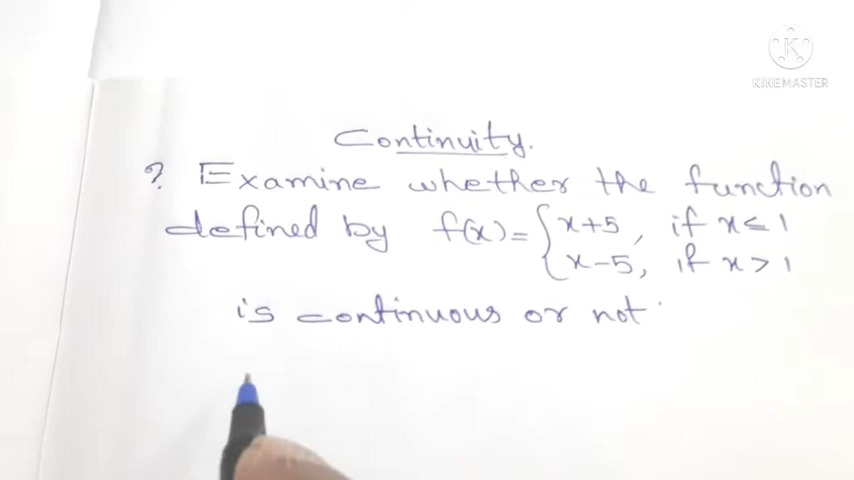 KINEMASTER
Continuity.
? Examine whether the function
defined by f(x) = { x+5, if x ≤ 1
x-5, if x > 1
is continuous or not.